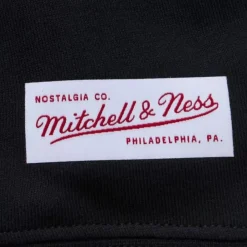 NOSTALGIA CO.
Mitchell & Ness
PHILADELPHIA, PA.